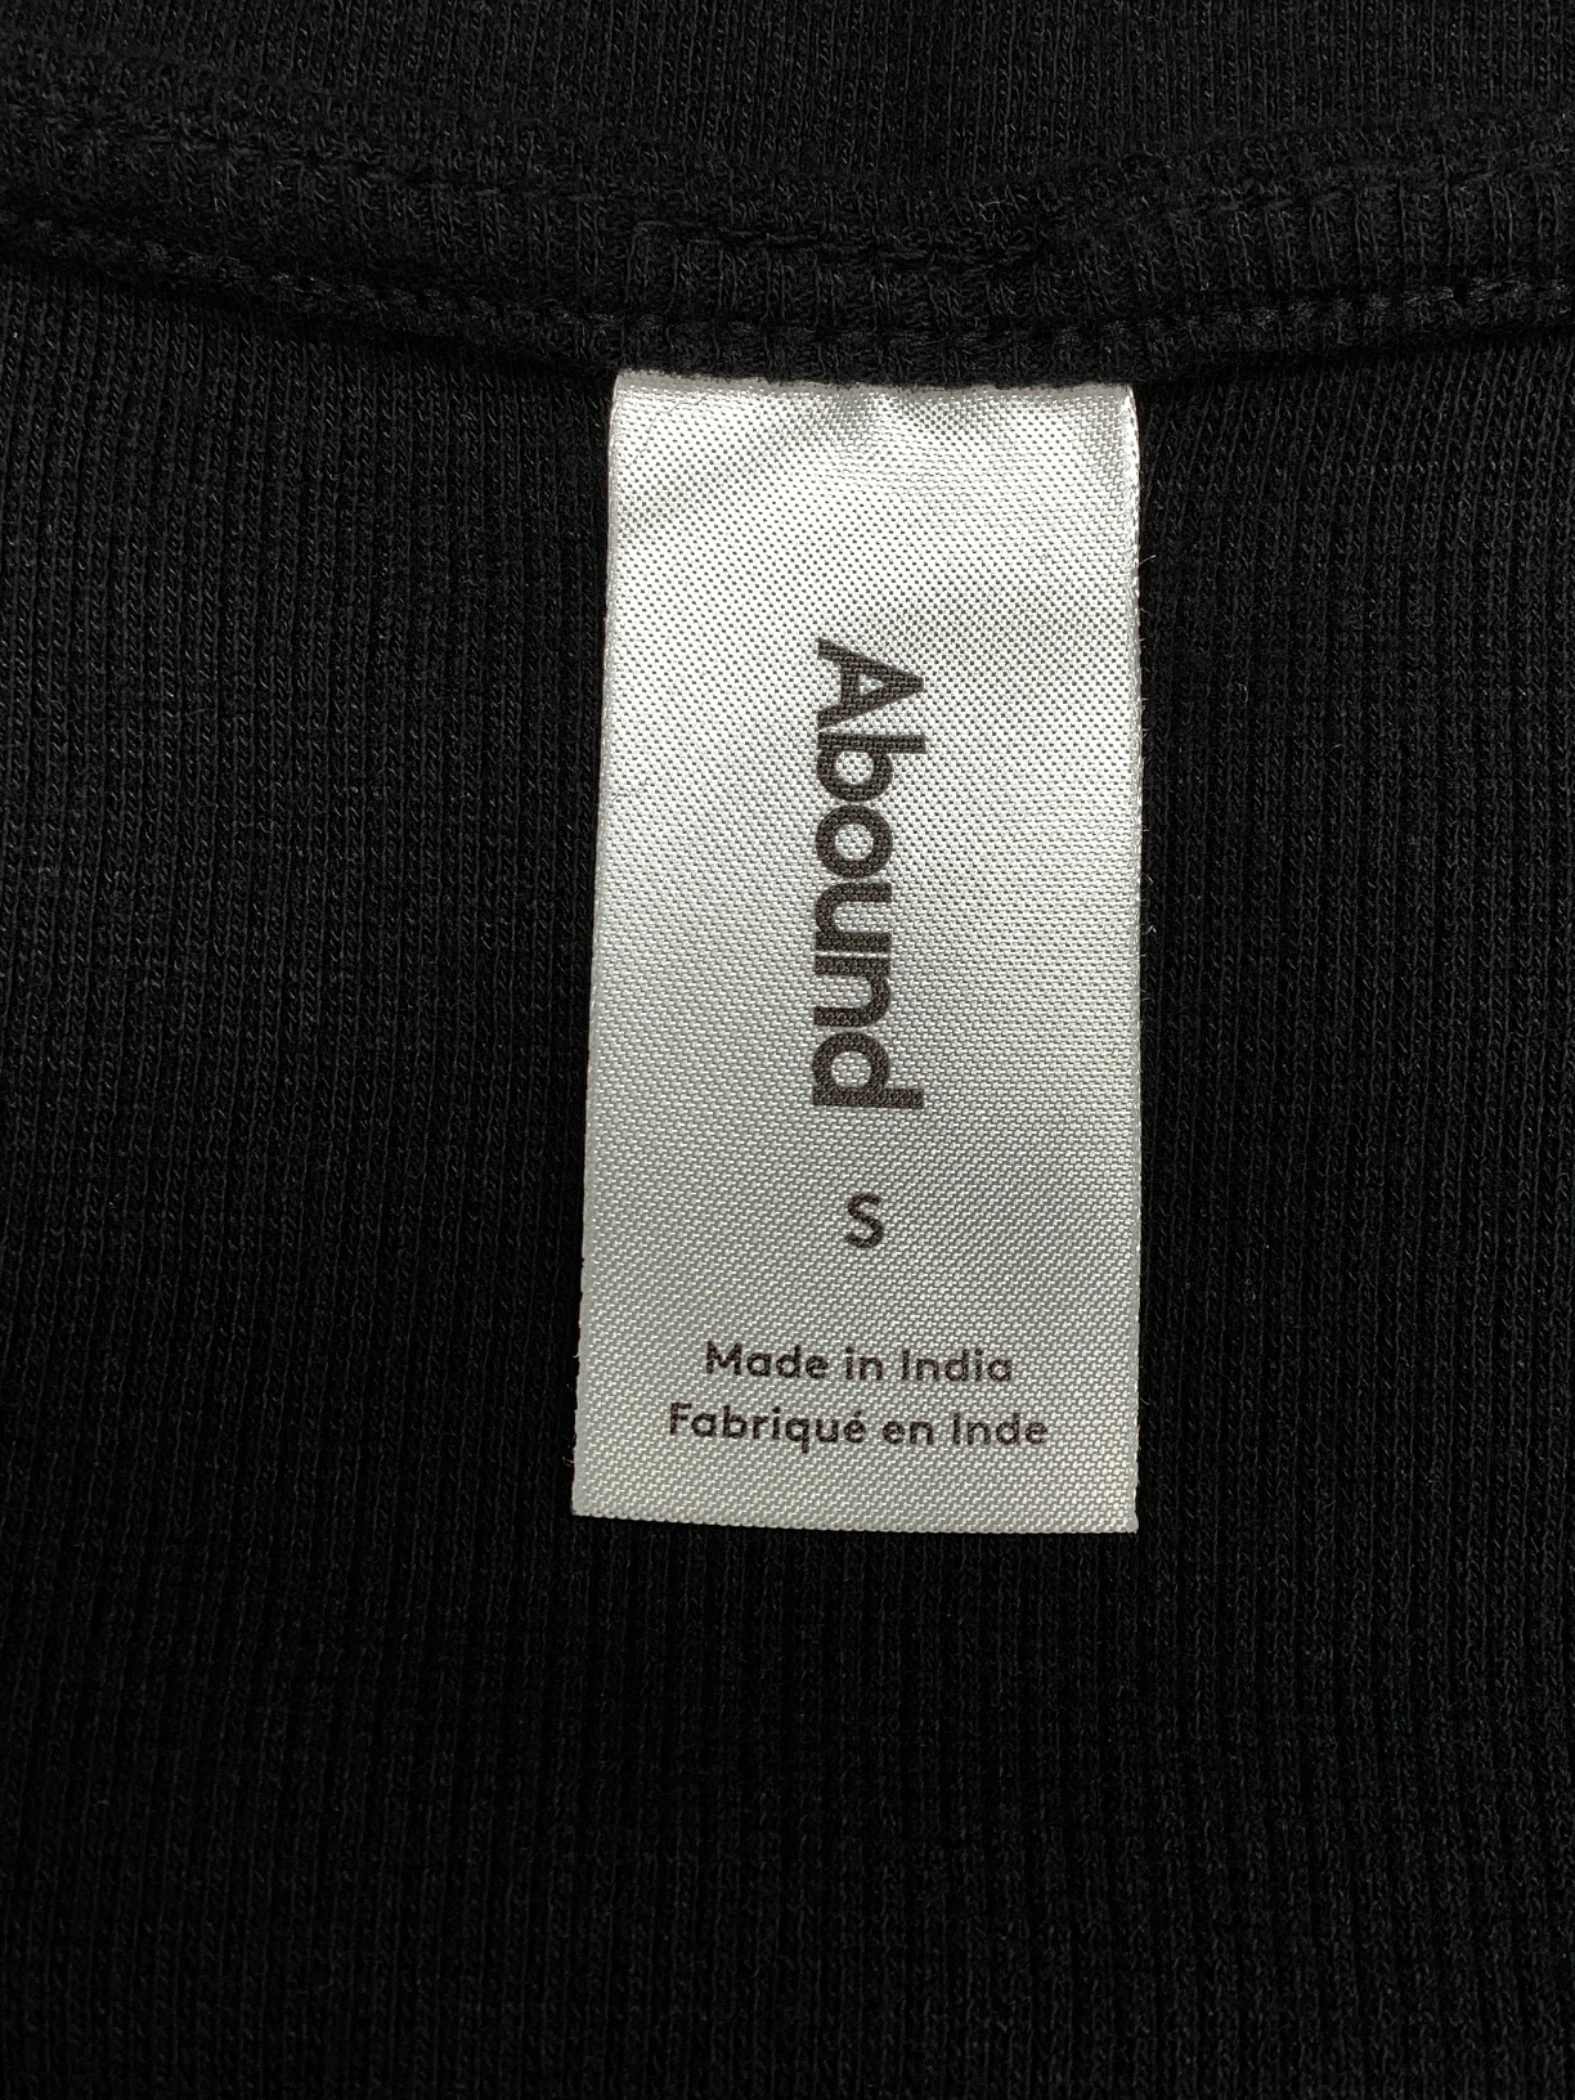 Abound
S
Made in India
Fabriqué en Inde